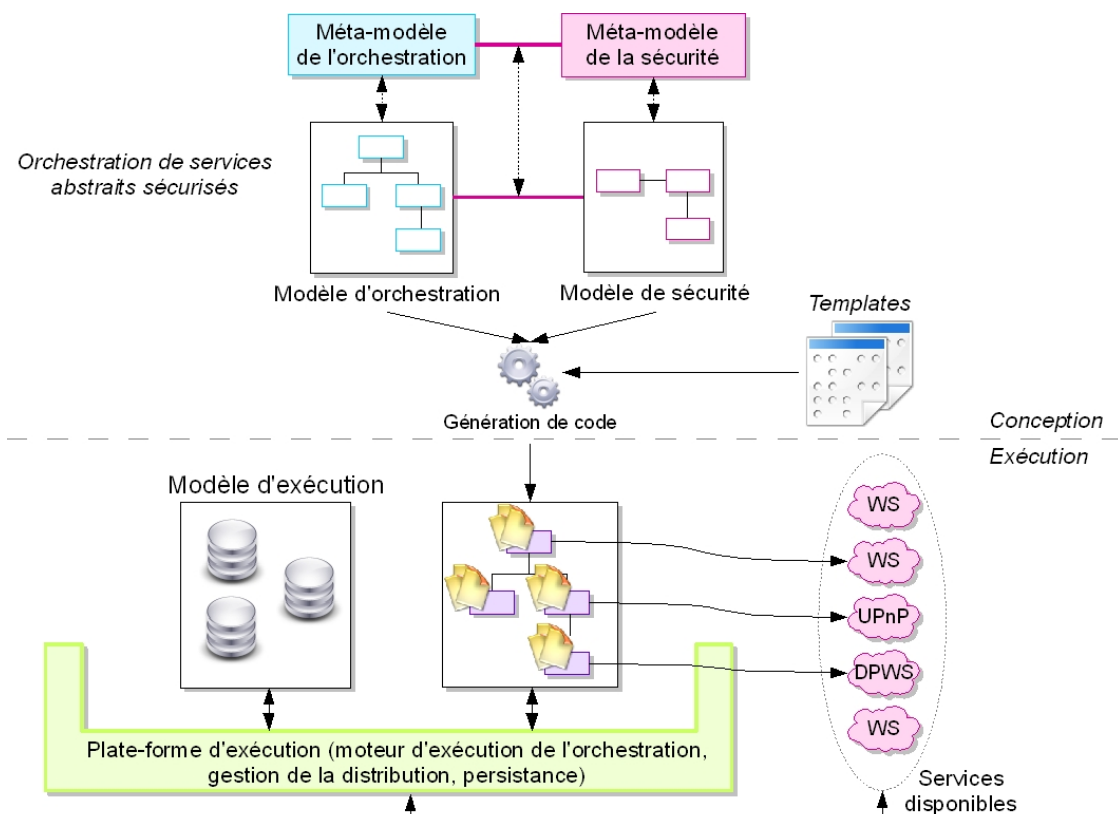 Méta-modèle
de l'orchestration
Méta-modèle
de la sécurité
Orchestration de services
abstraits sécurisés
Modèle d'orchestration
Modèle de sécurité
Templates
Génération de code
Conception
Exécution
Modèle d'exécution
WS
WS
UPnP
DPWS
WS
Plate-forme d'exécution (moteur d'exécution de l'orchestration,
gestion de la distribution, persistance)
Services
disponibles